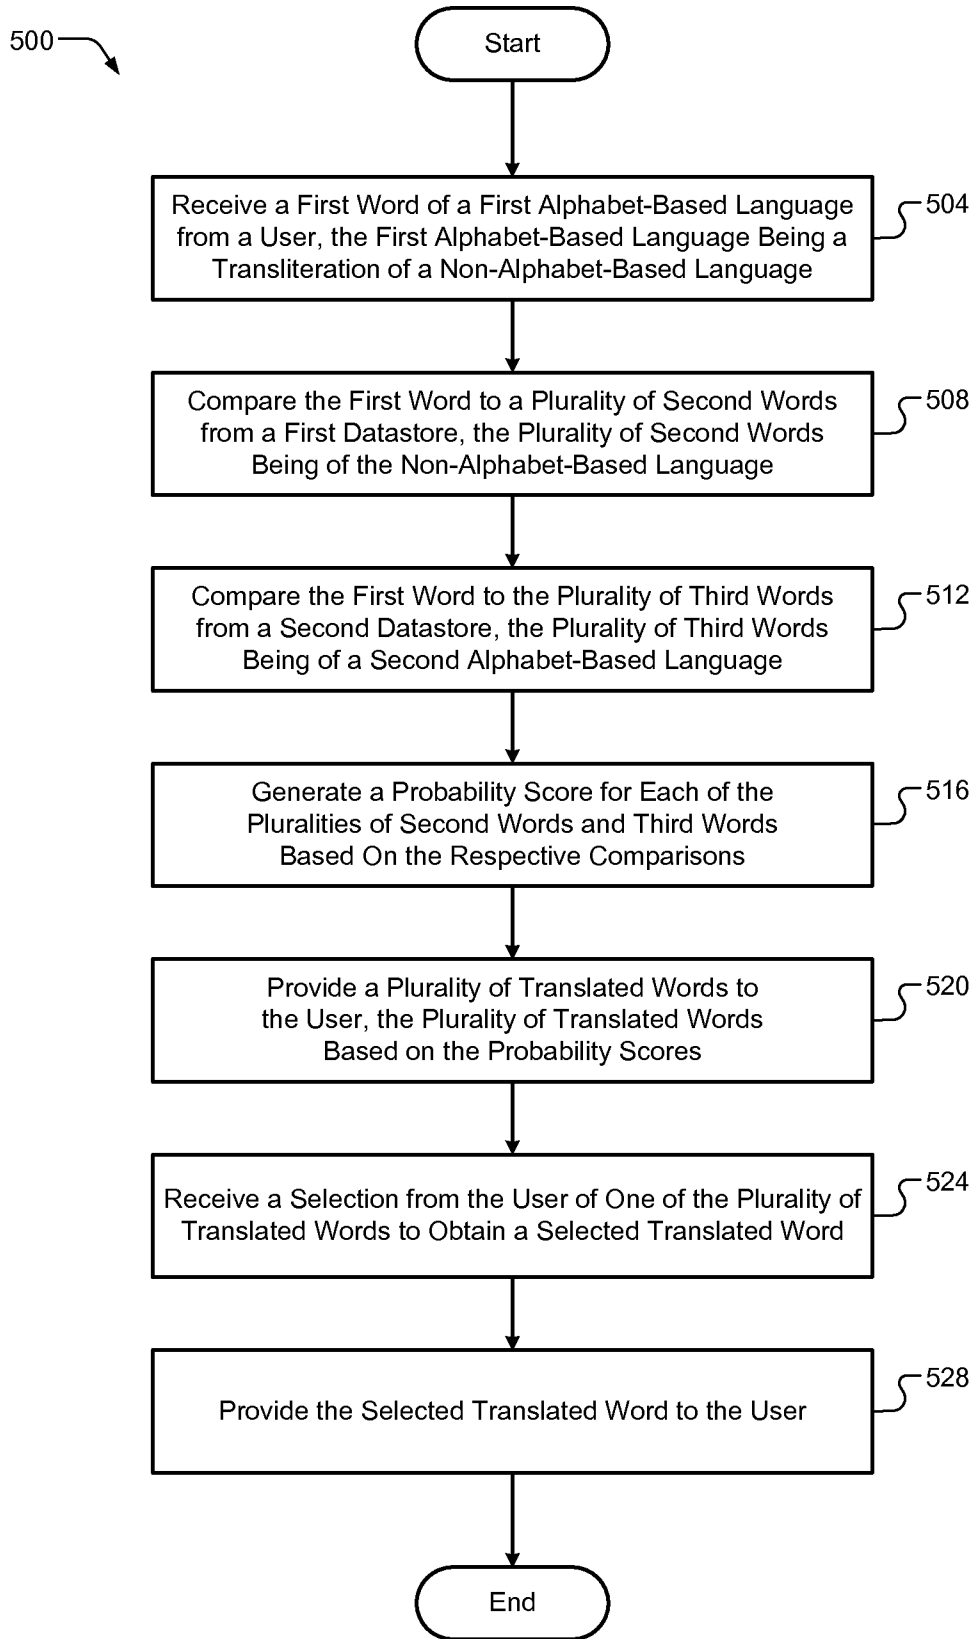 500
Start
Receive a First Word of a First Alphabet-Based Language
from a User, the First Alphabet-Based Language Being a
Transliteration of a Non-Alphabet-Based Language
504
Compare the First Word to a Plurality of Second Words
from a First Datastore, the Plurality of Second Words
Being of the Non-Alphabet-Based Language
508
Compare the First Word to the Plurality of Third Words
from a Second Datastore, the Plurality of Third Words
Being of a Second Alphabet-Based Language
512
Generate a Probability Score for Each of the
Pluralities of Second Words and Third Words
Based On the Respective Comparisons
516
Provide a Plurality of Translated Words to
the User, the Plurality of Translated Words
Based on the Probability Scores
520
Receive a Selection from the User of One of the Plurality of
Translated Words to Obtain a Selected Translated Word
524
Provide the Selected Translated Word to the User
528
End